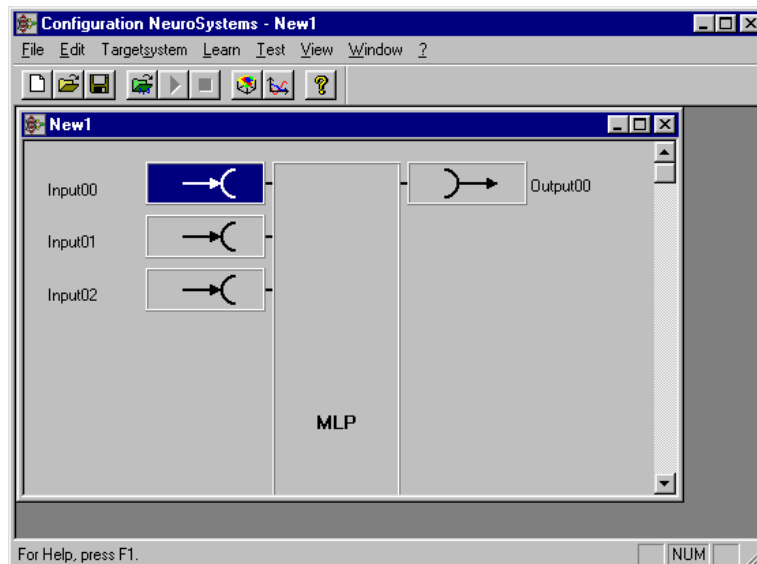 Configuration NeuroSystems - New1
File Edit Targetsystem Learn Test View Window ?
New1
Input00
Output00
Input01
Input02
MLP
For Help, press F1.
NUM